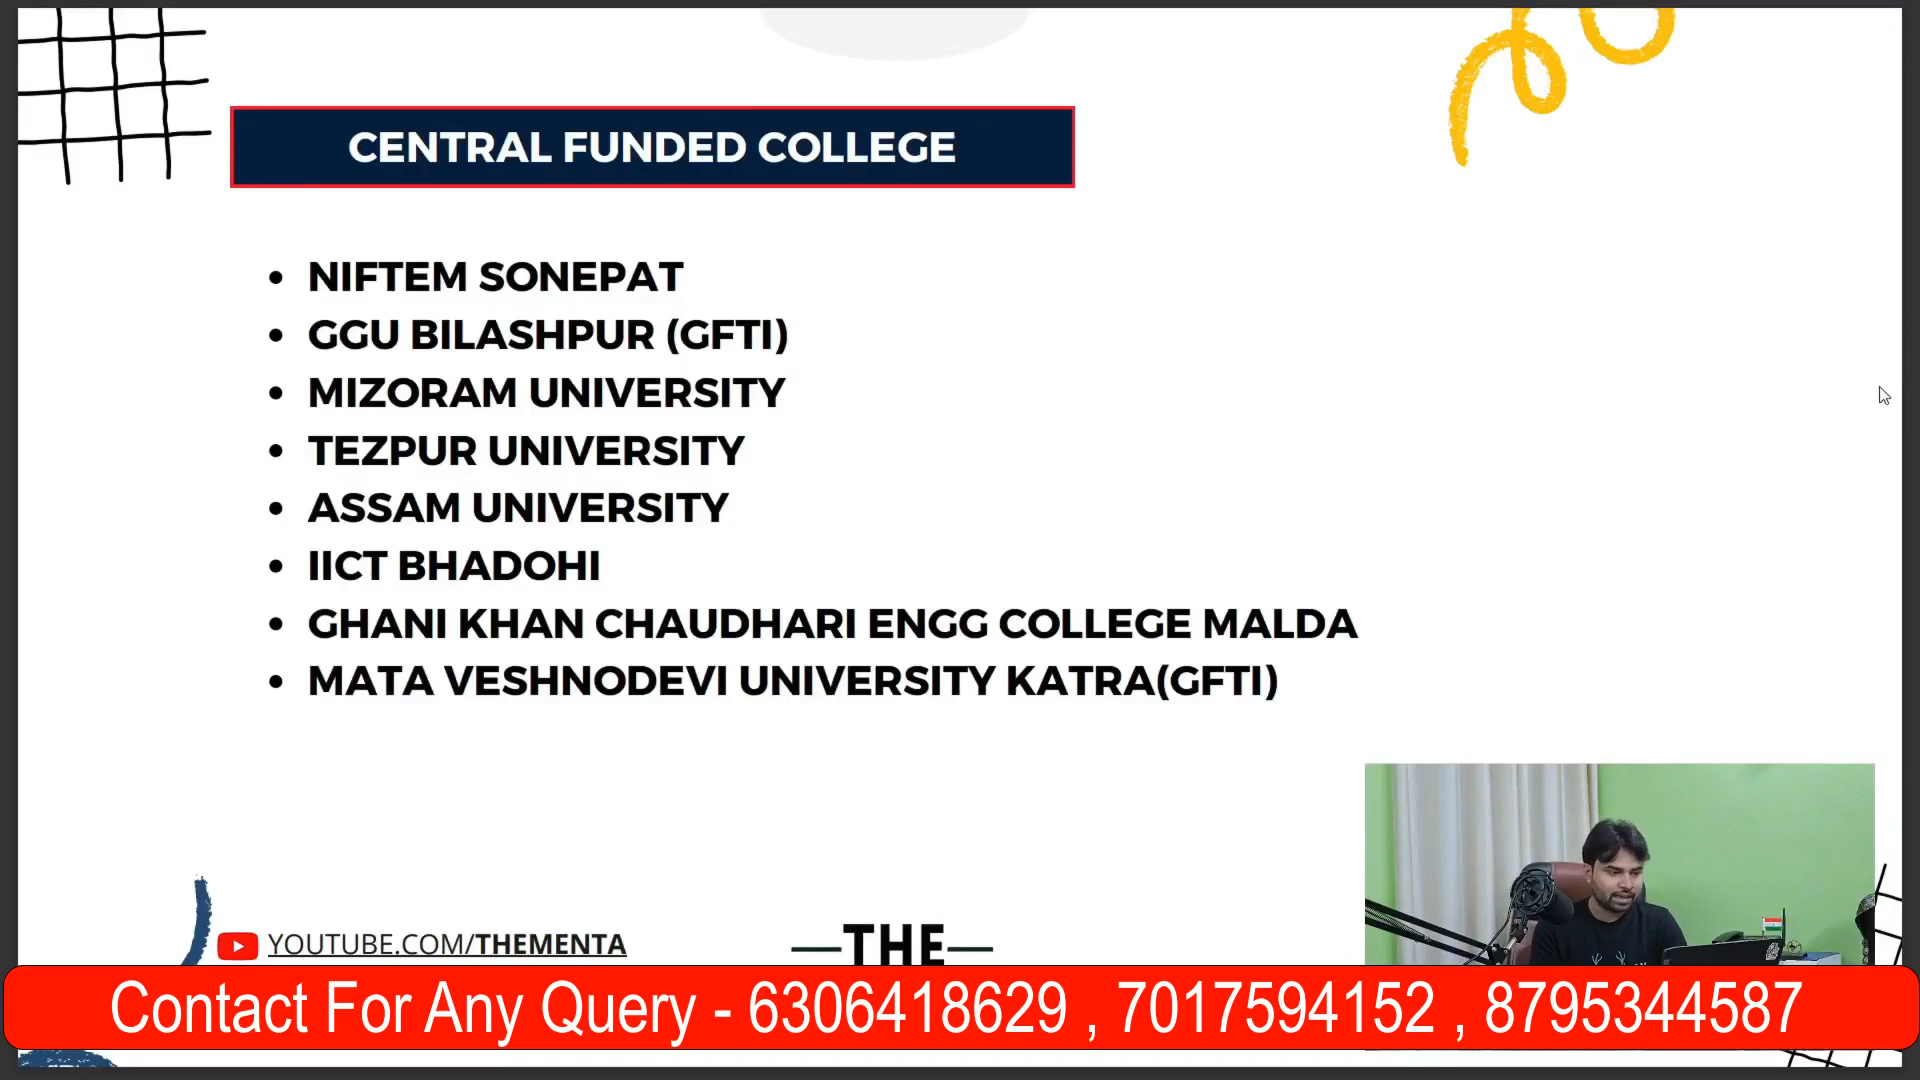 CENTRAL FUNDED COLLEGE
• NIFTEM SONEPAT
• GGU BILASHPUR (GFTI)
• MIZORAM UNIVERSITY
• TEZPUR UNIVERSITY
• ASSAM UNIVERSITY
• IICT BHADOHI
• GHANI KHAN CHAUDHARI ENGG COLLEGE MALDA
• MATA VESHNODEVI UNIVERSITY KATRA(GFTI)
YOUTUBE.COM/THEMENTA
THE
Contact For Any Query - 6306418629 , 7017594152 , 8795344587